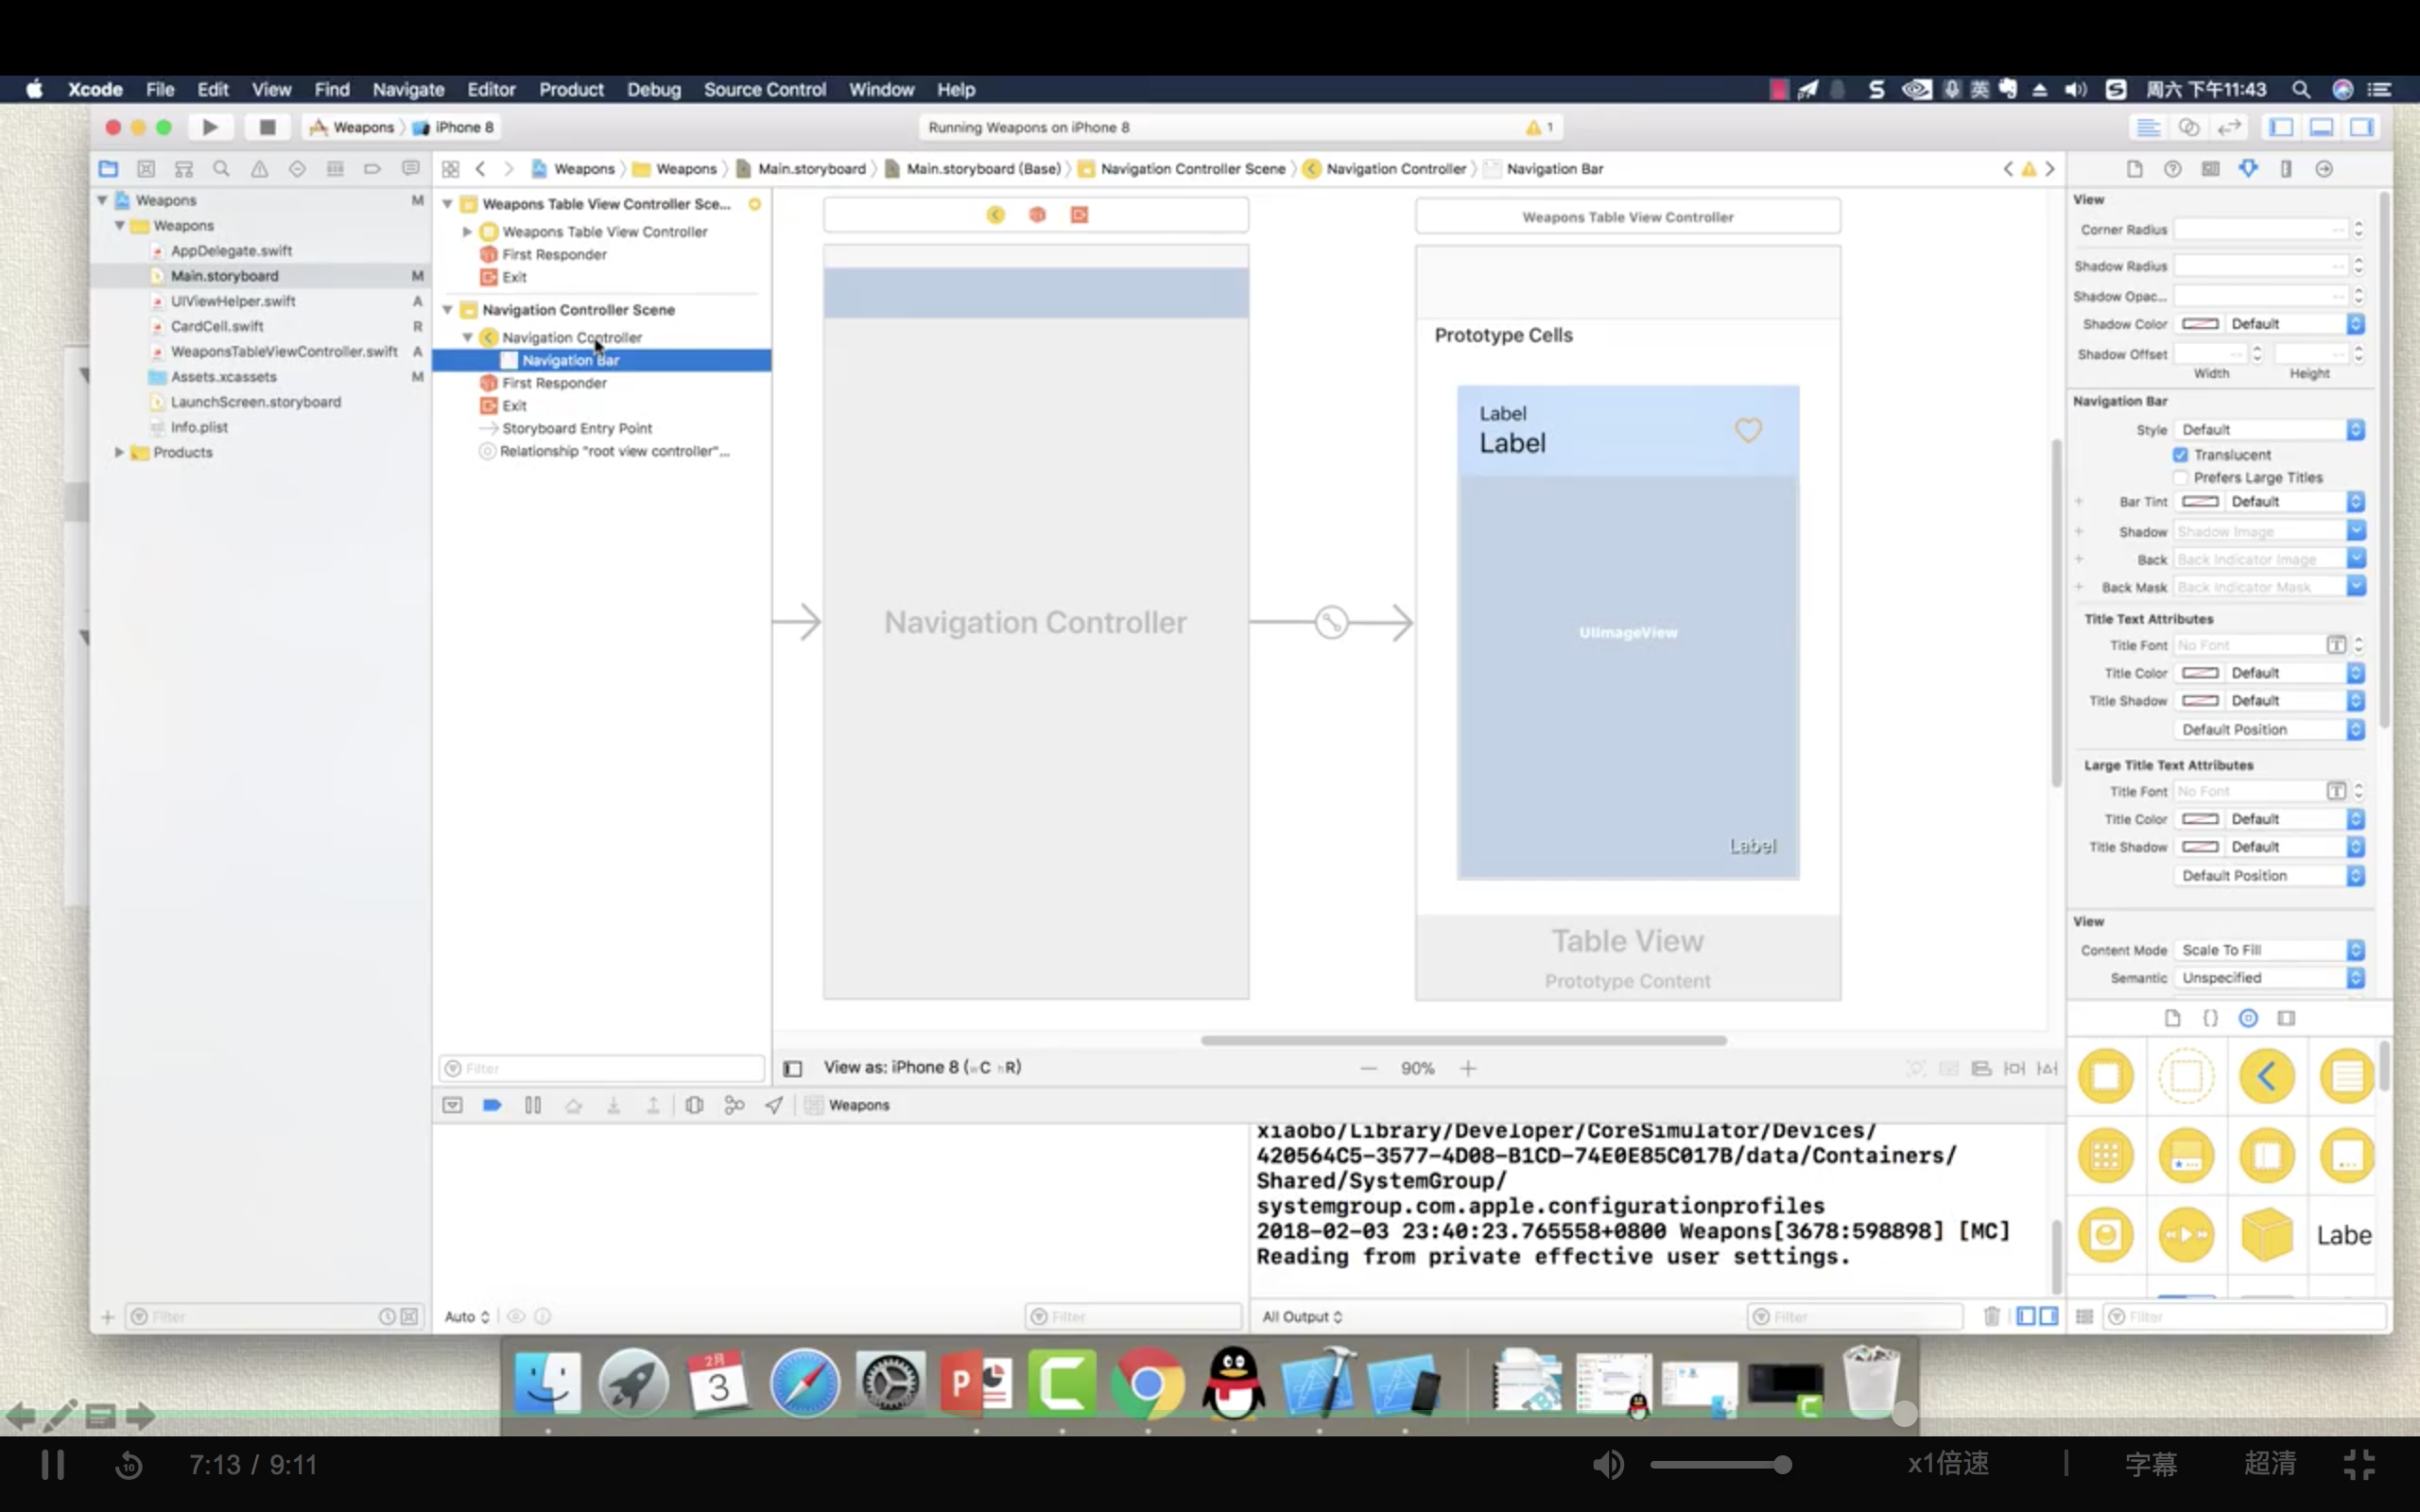 Xcode File Edit View Find Navigate Editor Product Debug Source Control Window Help
英 周六 下午11:43
Weapons iPhone 8
Running Weapons on iPhone 8
1
Weapons Weapons Main.storyboard Main.storyboard (Base) Navigation Controller Scene Navigation Controller Navigation Bar
Weapons M
Weapons
AppDelegate.swift
Main.storyboard M
UIViewHelper.swift A
CardCell.swift R
WeaponsTableViewController.swift A
Assets.xcassets M
LaunchScreen.storyboard
Info.plist
Products
Filter
Weapons Table View Controller Sce...
Weapons Table View Controller
First Responder
Exit
Navigation Controller Scene
Navigation Controller
Navigation Bar
First Responder
Exit
Storyboard Entry Point
Relationship "root view controller"...
Filter
Navigation Controller
Weapons Table View Controller
Prototype Cells
Label
Label
UIImageView
Label
Table View
Prototype Content
View as: iPhone 8 (wC hR)
90%
Weapons
Auto
Filter
xiaobo/Library/Developer/CoreSimulator/Devices/
420564C5-3577-4D08-B1CD-74E0E85C017B/data/Containers/
Shared/SystemGroup/
systemgroup.com.apple.configurationprofiles
2018-02-03 23:40:23.765558+0800 Weapons[3678:598898] [MC]
Reading from private effective user settings.
All Output
Filter
View
Corner Radius
Shadow Radius
Shadow Opac...
Shadow Color Default
Shadow Offset
Width Height
Navigation Bar
Style Default
Translucent
Prefers Large Titles
Bar Tint Default
Shadow Shadow Image
Back Back Indicator Image
Back Mask Back Indicator Mask
Title Text Attributes
Title Font No Font
Title Color Default
Title Shadow Default
Default Position
Large Title Text Attributes
Title Font No Font
Title Color Default
Title Shadow Default
Default Position
View
Content Mode Scale To Fill
Semantic Unspecified
Labe
Filter
2月
3
7:13 / 9:11
x1倍速
字幕
超清